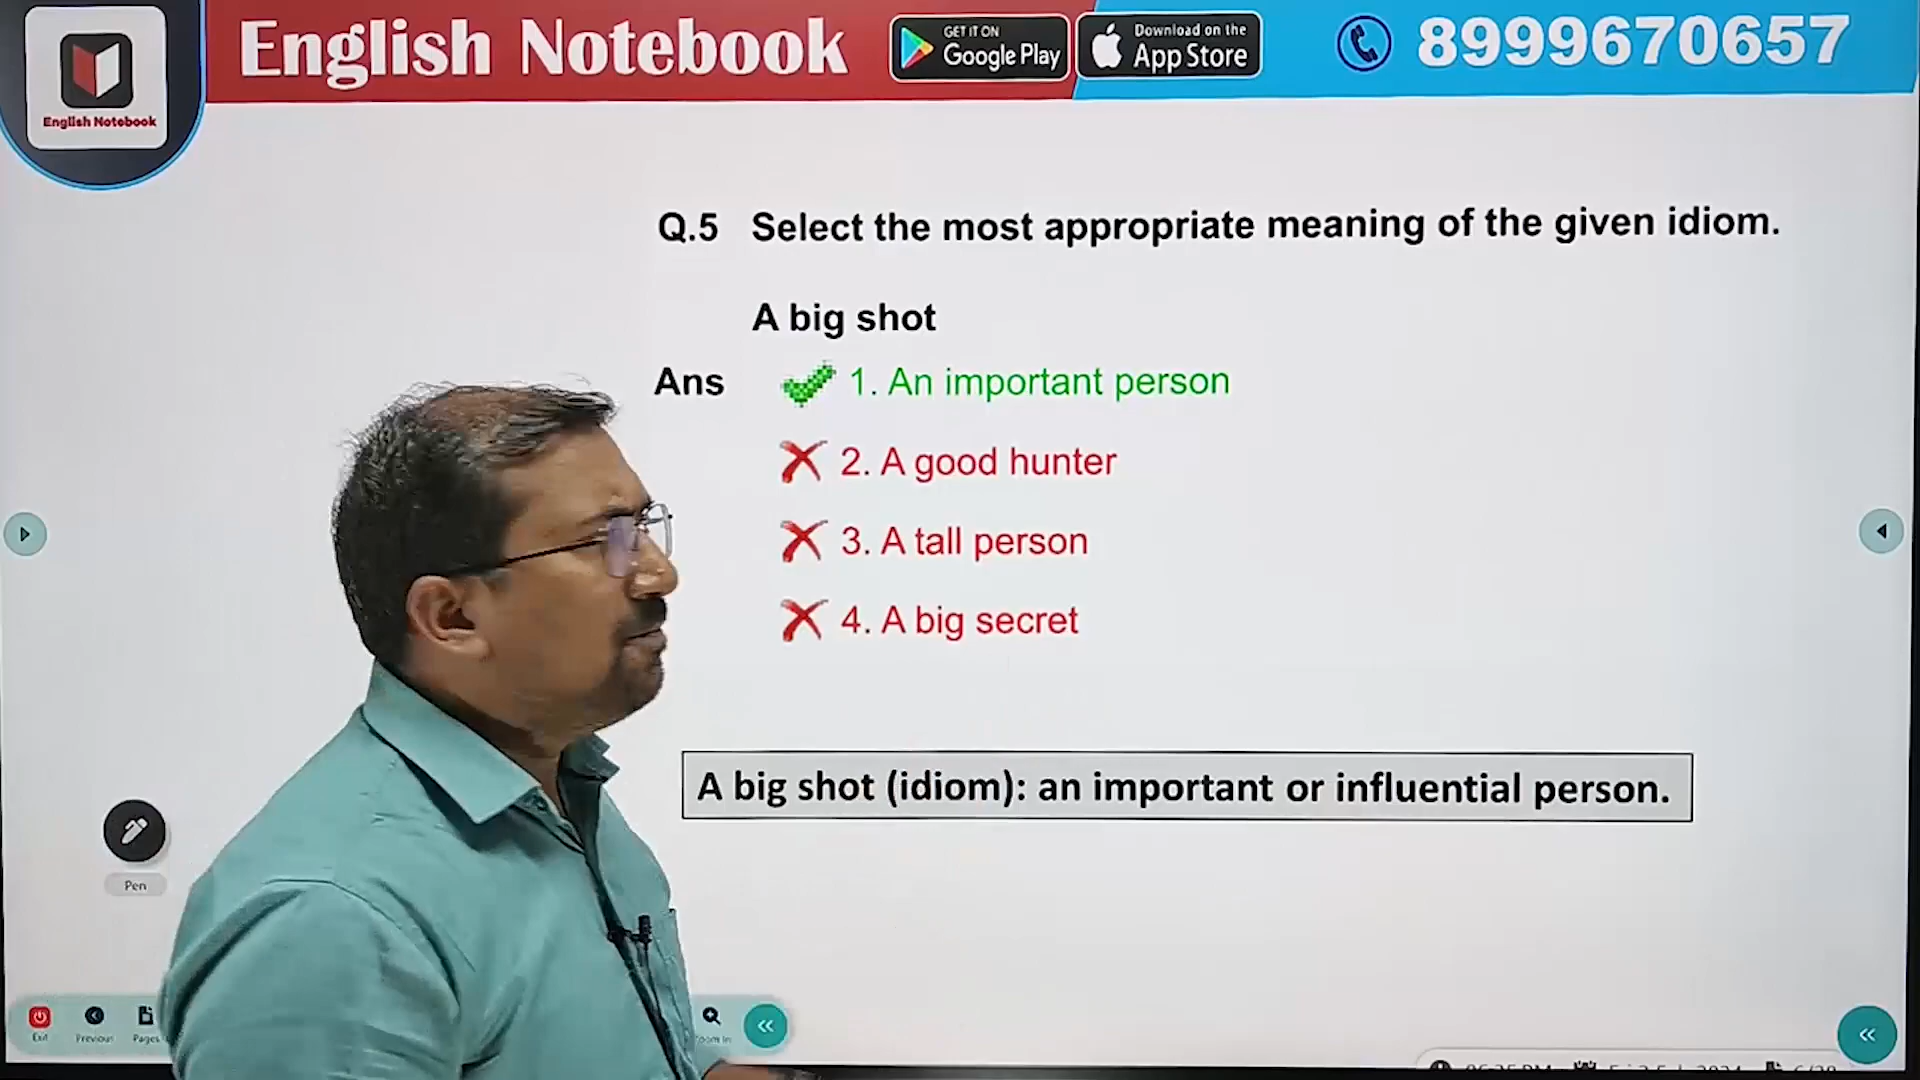 English Notebook
GET IT ON
Google Play
Download on the
App Store
8999670657
English Notebook
Q.5 Select the most appropriate meaning of the given idiom.
A big shot
Ans 1. An important person
2. A good hunter
3. A tall person
4. A big secret
A big shot (idiom): an important or influential person.
Pen
Exit
Previous
Pages